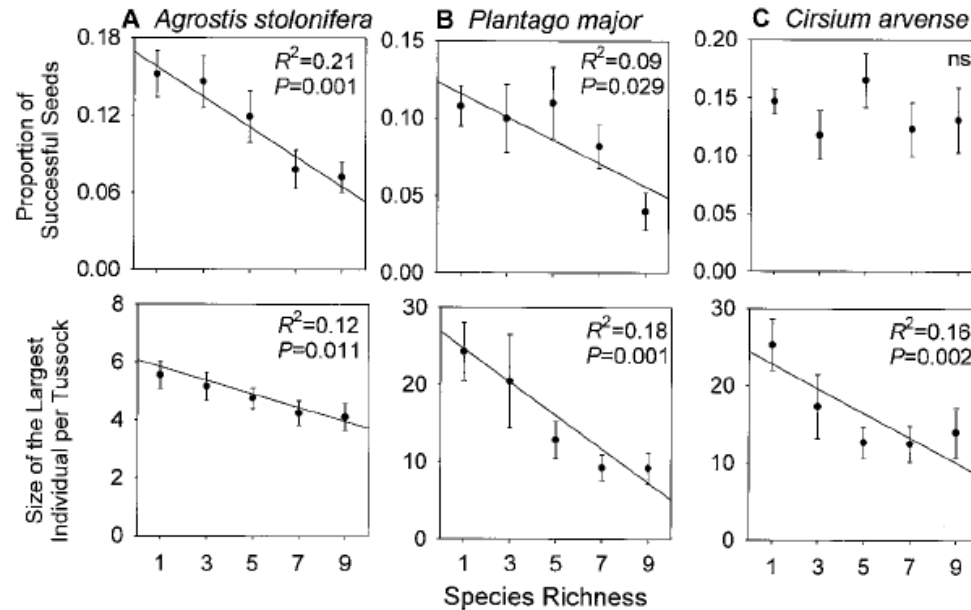 A Agrostis stolonifera
B Plantago major
C Cirsium arvense
Proportion of
Successful Seeds
0.18
0.12
0.06
0.00
R²=0.21
P=0.001
0.15
0.10
0.05
0.00
R²=0.09
P=0.029
0.20
0.15
0.10
0.05
0.00
ns
Size of the Largest
Individual per Tussock
8
6
4
2
0
R²=0.12
P=0.011
1 3 5 7 9
30
20
10
0
R²=0.18
P=0.001
1 3 5 7 9
30
20
10
0
R²=0.16
P=0.002
1 3 5 7 9
Species Richness